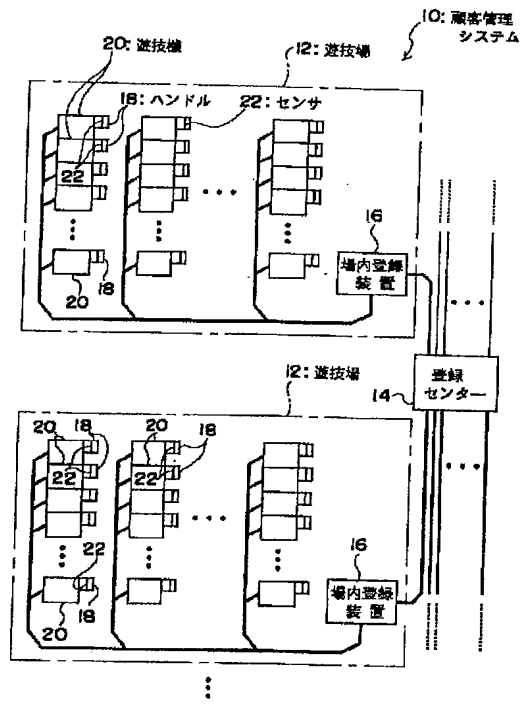 10:顧客管理
システム
20:遊技機
12:遊技場
18:ハンドル
22:センサ
22
16
場内登録
装置
18
20
12:遊技場
登録
センター
14
20
18
20
18
22
22
16
22
場内登録
装置
18
20